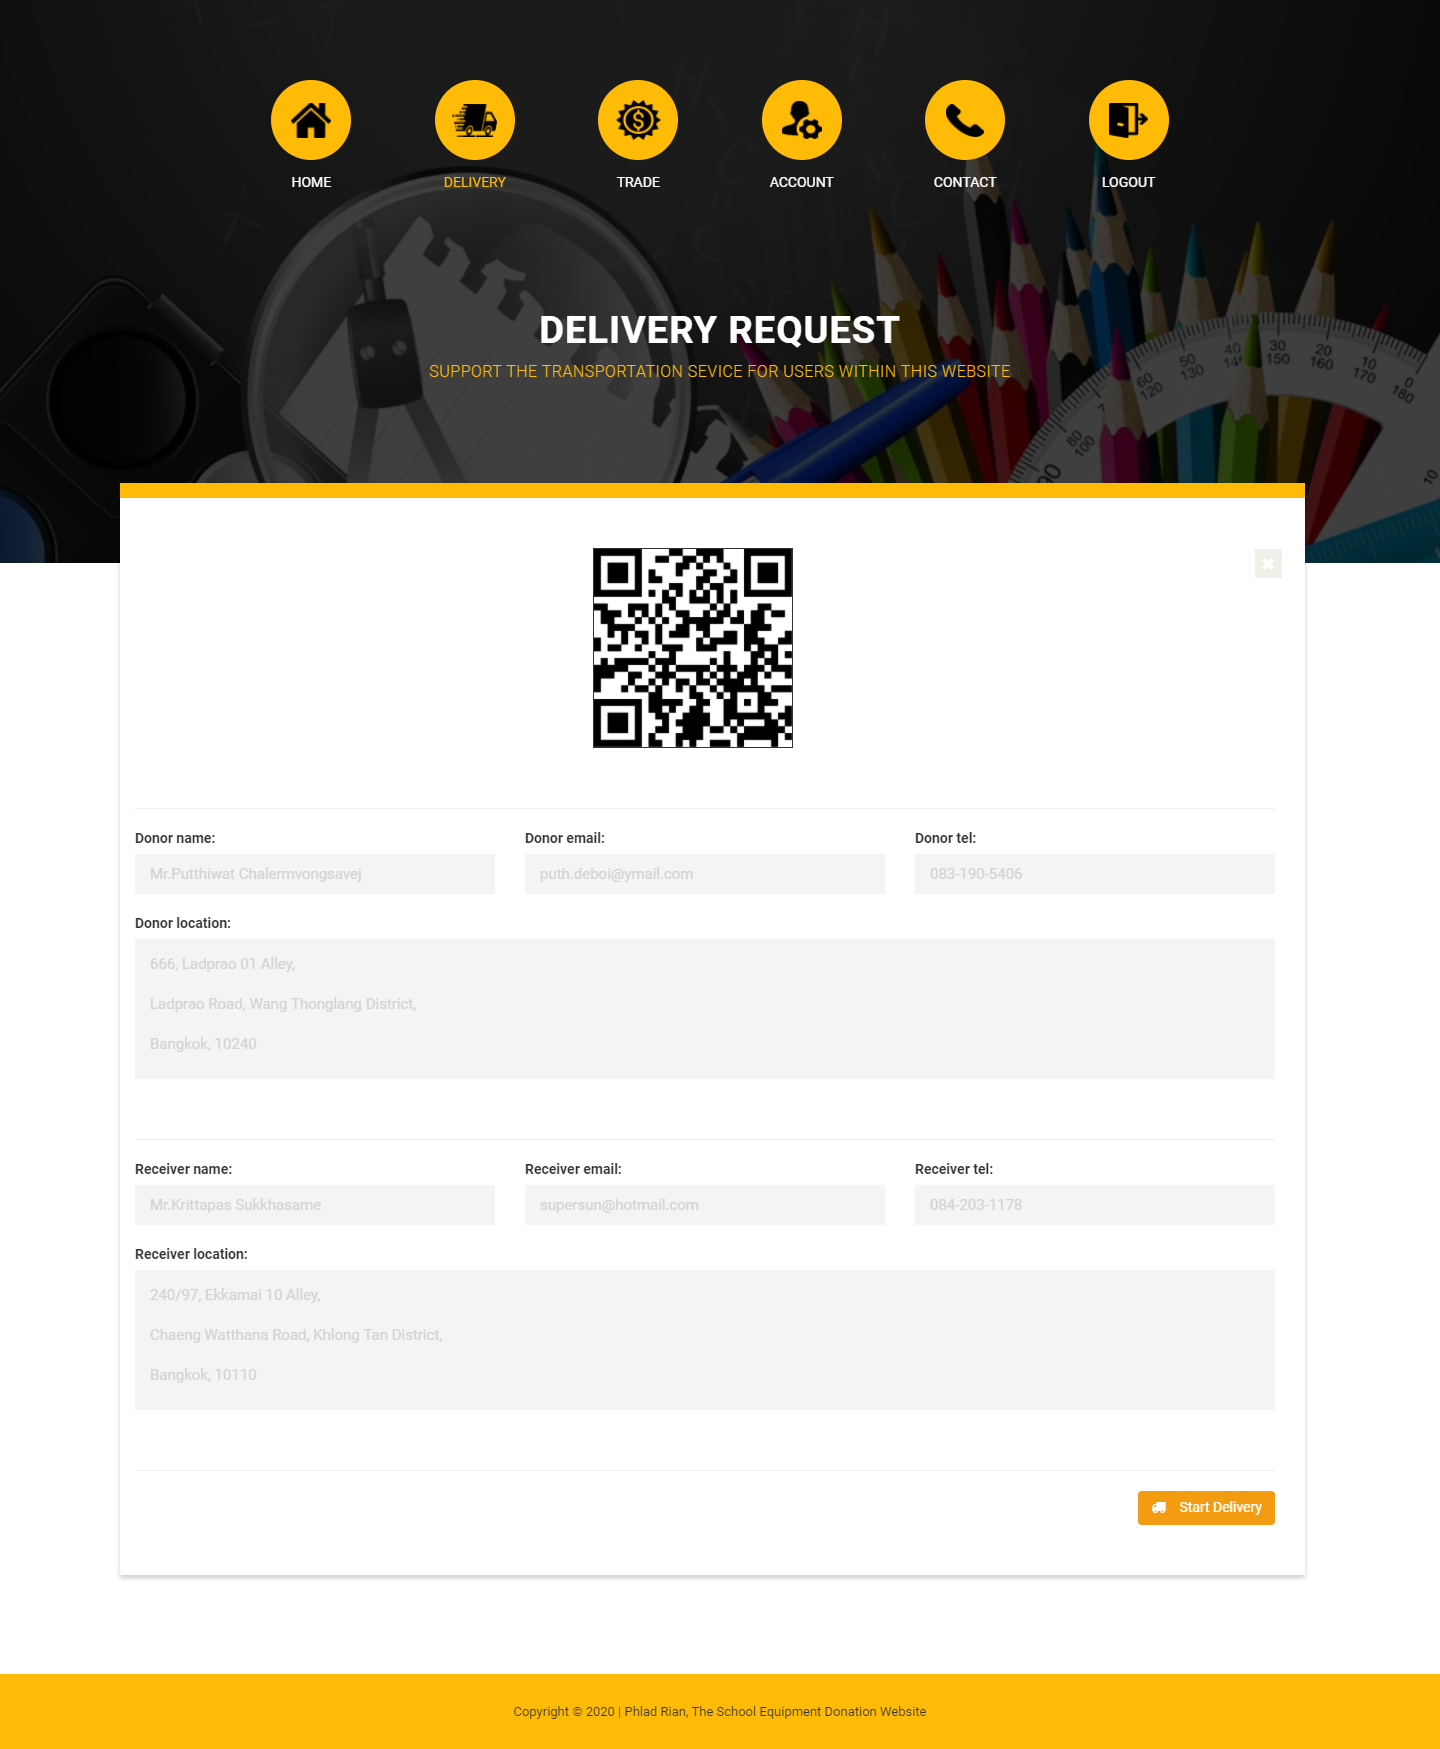 HOME
DELIVERY
TRADE
ACCOUNT
CONTACT
LOGOUT
DELIVERY REQUEST
SUPPORT THE TRANSPORTATION SEVICE FOR USERS WITHIN THIS WEBSITE
Donor name:
Donor email:
Donor tel:
Mr.Putthiwat Chalermvongsavej
puth.deboi@ymail.com
083-190-5406
Donor location:
666, Ladprao 01 Alley,
Ladprao Road, Wang Thonglang District,
Bangkok, 10240
Receiver name:
Receiver email:
Receiver tel:
Mr.Krittapas Sukkhasame
supersun@hotmail.com
084-203-1178
Receiver location:
240/97, Ekkamai 10 Alley,
Chaeng Watthana Road, Khlong Tan District,
Bangkok, 10110
Start Delivery
Copyright © 2020 | Phlad Rian, The School Equipment Donation Website